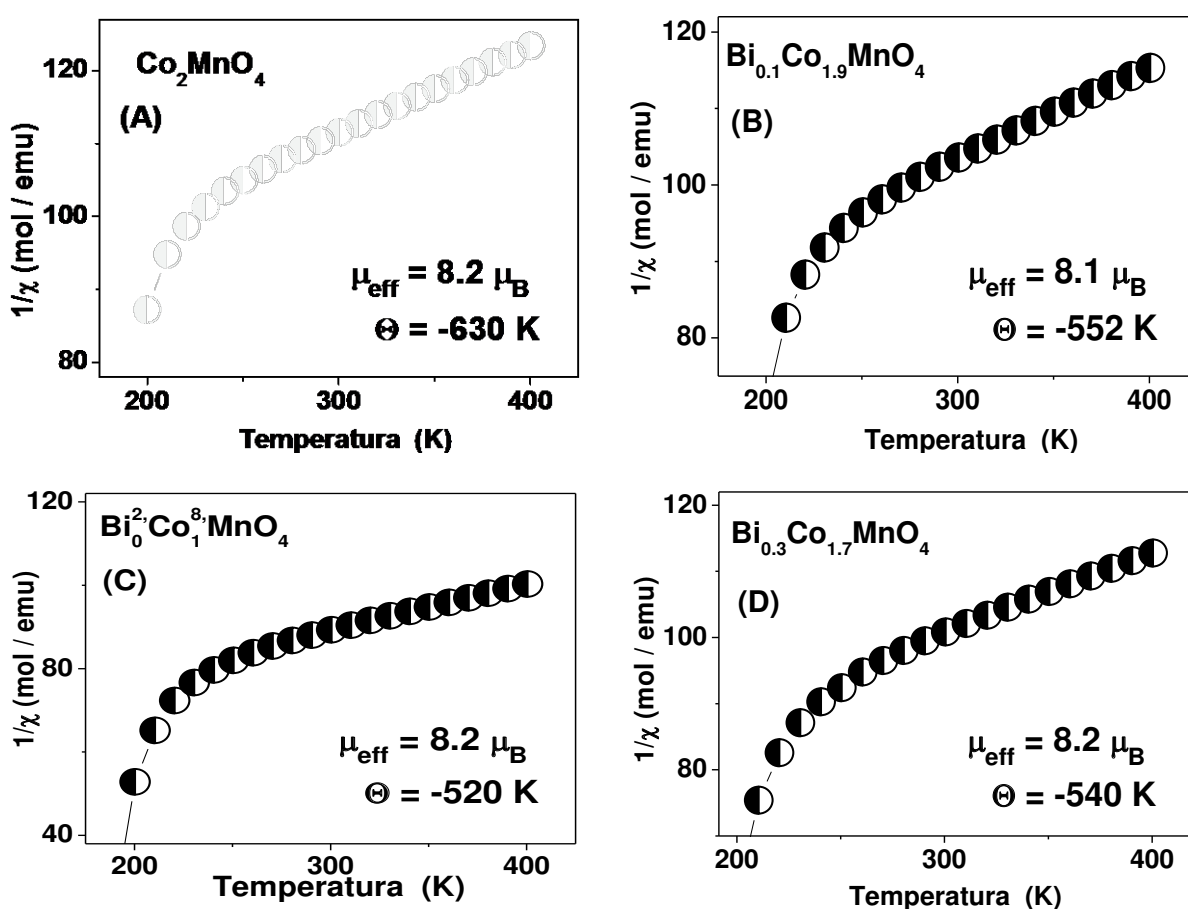 Co₂MnO₄
(A)
1/χ (mol / emu)
120
100
80
μeff = 8.2 μB
Θ = -630 K
200 300 400
Temperatura (K)
Bi0.1Co1.9MnO4
(B)
1/χ (mol / emu)
120
100
80
μeff = 8.1 μB
Θ = -552 K
200 300 400
Temperatura (K)
Bi2,0Co8,1MnO4
(C)
1/χ (mol / emu)
120
80
40
μeff = 8.2 μB
Θ = -520 K
200 300 400
Temperatura (K)
Bi0.3Co1.7MnO4
(D)
1/χ (mol / emu)
120
100
80
μeff = 8.2 μB
Θ = -540 K
200 300 400
Temperatura (K)